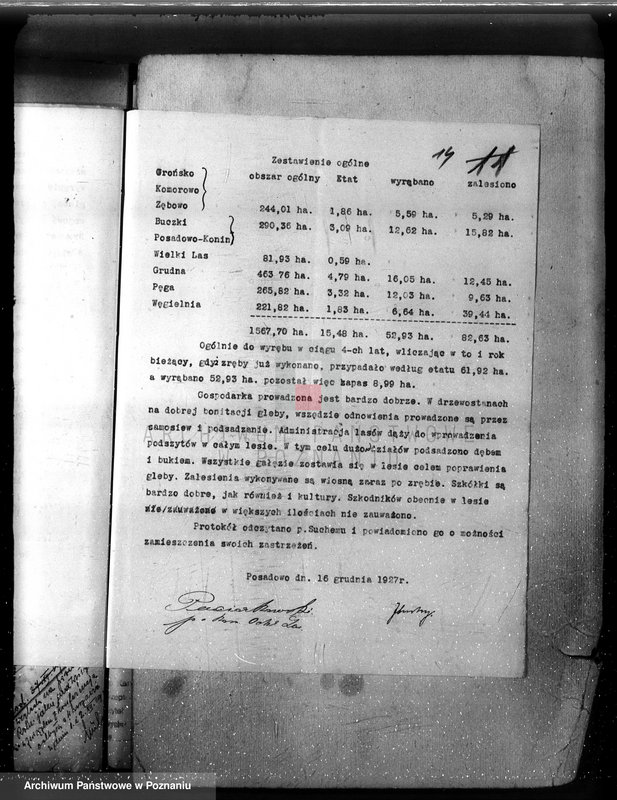 14
Zestawienie ogólne
obszar ogólny Etat wyrąbano zalesiono
Grońsko
Komorowo
Zębowo 244,01 ha. 1,86 ha. 5,59 ha. 5,29 ha.
Buczki 290,36 ha. 3,09 ha. 12,62 ha. 15,82 ha.
Posadowo-Konin
Wielki Las 81,93 ha. 0,59 ha.
Grudna 463 76 ha. 4,79 ha. 16,05 ha. 12,45 ha.
Pęga 265,82 ha. 3,32 ha. 12,03 ha. 9,63 ha.
Węgielnia 221,82 ha. 1,83 ha. 6,64 ha. 39,44 ha.
1567,70 ha. 15,48 ha. 52,93 ha. 82,63 ha.
Ogólnie do wyrębu w ciągu 4-ch lat, wliczając w to i rok
bieżący, gdyż zręby już wykonano, przypadało według etatu 61,92 ha.
a wyrąbano 52,93 ha. pozostał więc zapas 8,99 ha.
Gospodarka prowadzona jest bardzo dobrze. W drzewostanach
na dobrej bonitacji gleby, wszędzie odnowienia prowadzone są przez
samosiew i podsadzanie. Administracja lasów dąży do wprowadzenia
podszytów w całym lesie. W tym celu dużo działów podsadzono dębem
i bukiem. Wszystkie gałęzie zostawia się w lesie celem poprawienia
gleby. Zalesienia wykonywane są wiosną zaraz po zrębie. Szkółki są
bardzo dobre, jak również i kultury. Szkodników obecnie w lesie
nie/zauważono w większych ilościach nie zauważono.
Protokół odczytano p.Suchemu i powiadomiono go o możności
zamieszczenia swoich zastrzeżeń.
Posadowo dn. 16 grudnia 1927r.
Archiwum Państwowe w Poznaniu